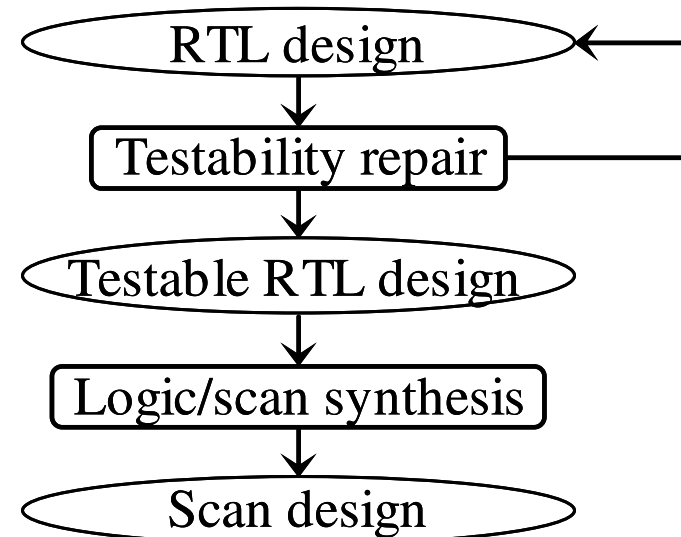 RTL design
Testability repair
Testable RTL design
Logic/scan synthesis
Scan design